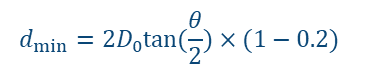 d_min = 2D_0 tan(θ/2) × (1 − 0.2)